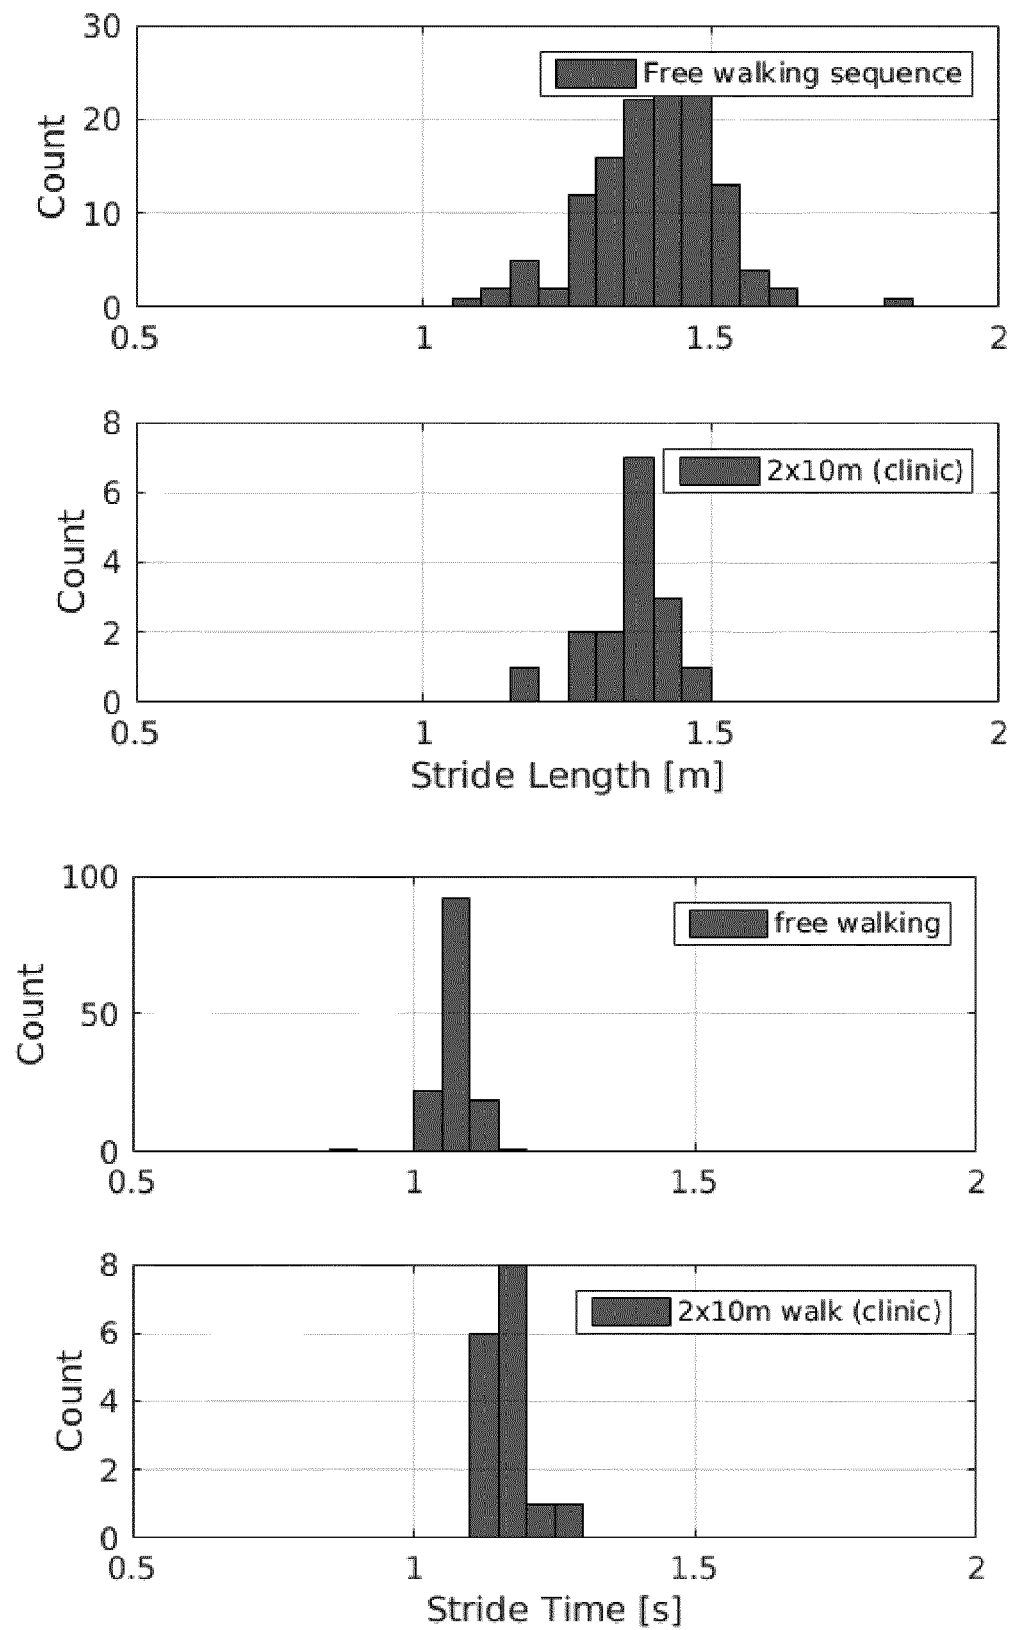 30
20
10
0
Count
Free walking sequence
0.5 1 1.5 2
8
6
4
2
0
Count
2x10m (clinic)
0.5 1 1.5 2
Stride Length [m]
100
50
0
Count
free walking
0.5 1 1.5 2
8
6
4
2
0
Count
2x10m walk (clinic)
0.5 1 1.5 2
Stride Time [s]